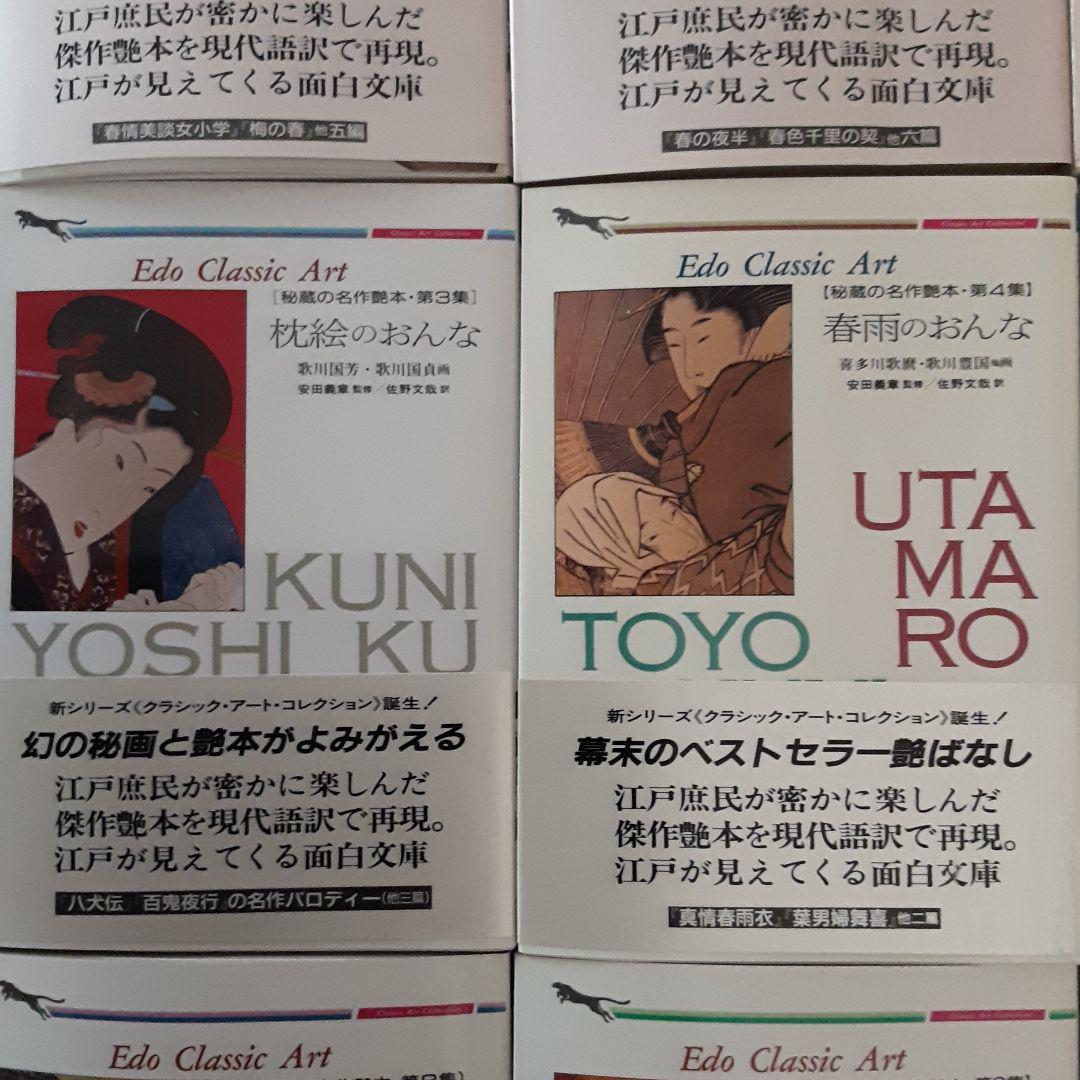 江戸庶民が密かに楽しんだ
傑作艶本を現代語訳で再現。
江戸が見えてくる面白文庫
『春情美談女小学』『梅の春』他五編
江戸庶民が密かに楽しんだ
傑作艶本を現代語訳で再現。
江戸が見えてくる面白文庫
『春の夜半』『春色千里の契』他六篇
Classic Art Collection
Edo Classic Art
[秘蔵の名作艶本・第3集]
枕絵のおんな
歌川国芳・歌川国貞画
安田義章監修/佐野文哉訳
KUNI
YOSHI KU
新シリーズ《クラシック・アート・コレクション》誕生!
幻の秘画と艶本がよみがえる
江戸庶民が密かに楽しんだ
傑作艶本を現代語訳で再現。
江戸が見えてくる面白文庫
『八犬伝』『百鬼夜行』の名作パロディー(他三篇)
Classic Art Collection
Edo Classic Art
【秘蔵の名作艶本・第4集】
春雨のおんな
喜多川歌麿・歌川豊国他画
安田義章監修/佐野文哉訳
UTA
MA
TOYO RO
新シリーズ《クラシック・アート・コレクション》誕生!
幕末のベストセラー艶ばなし
江戸庶民が密かに楽しんだ
傑作艶本を現代語訳で再現。
江戸が見えてくる面白文庫
『真情春雨衣』『葉男婦舞喜』他二篇
Classic Art Collection
Edo Classic Art
Classic Art Collection
Edo Classic Art